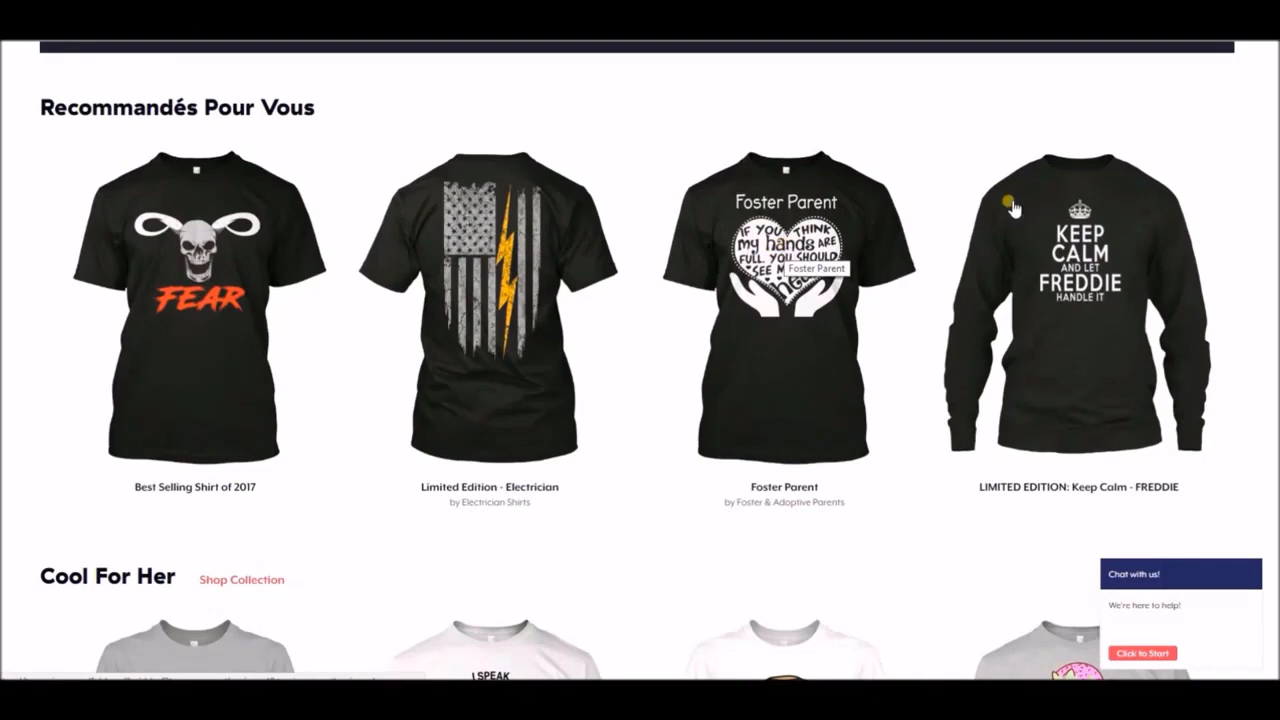 Recommandés Pour Vous
FEAR
Foster Parent
IF YOU THINK
my hands ARE
FULL, YOU SHOULD
SEE
Foster Parent
KEEP
CALM
AND LET
FREDDIE
HANDLE IT
Best Selling Shirt of 2017
Limited Edition - Electrician
by Electrician Shirts
Foster Parent
by Foster & Adoptive Parents
LIMITED EDITION: Keep Calm - FREDDIE
Cool For Her
Shop Collection
Chat with us!
We're here to help!
Click to Start
I SPEAK